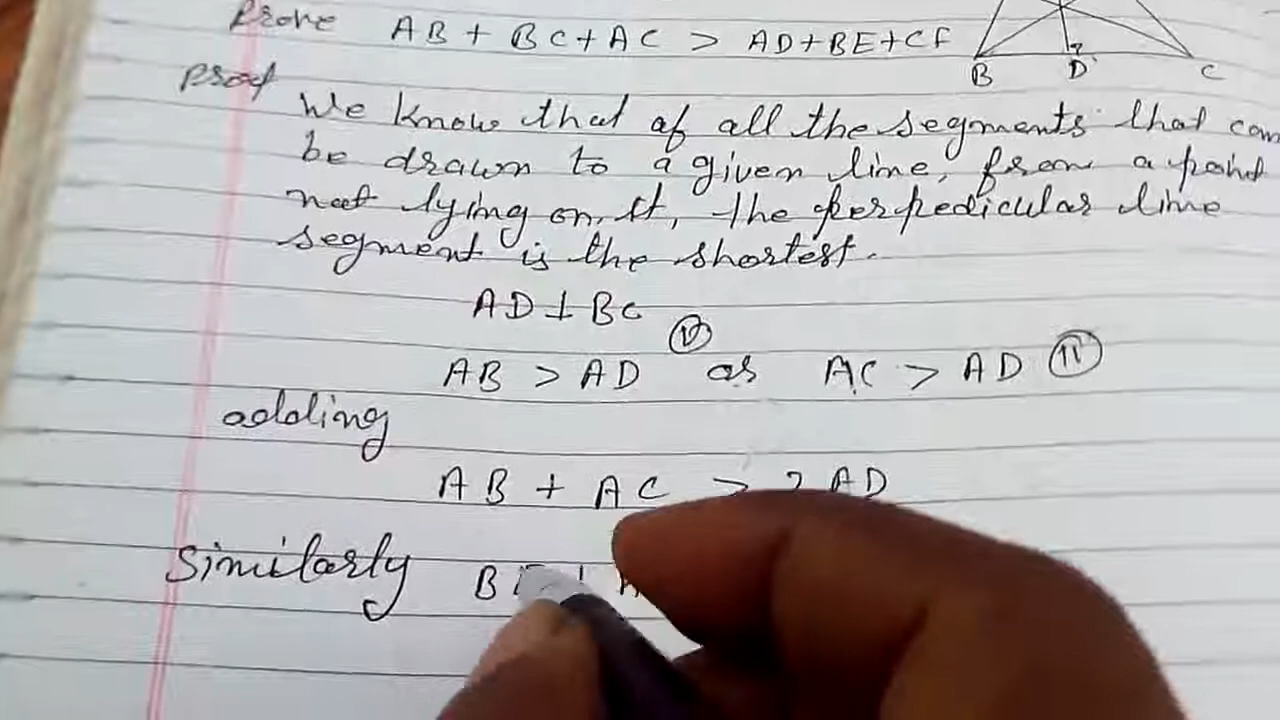 Prove AB + BC + AC > AD + BE + CF
B D C
Proof
We know that of all the segments that can
be drawn to a given line, from a point
not lying on it, the perpedicular line
segment is the shortest.
AD ⊥ BC
AB > AD as AC > AD (ii)
adding
AB + AC > 2 AD
Similarly B